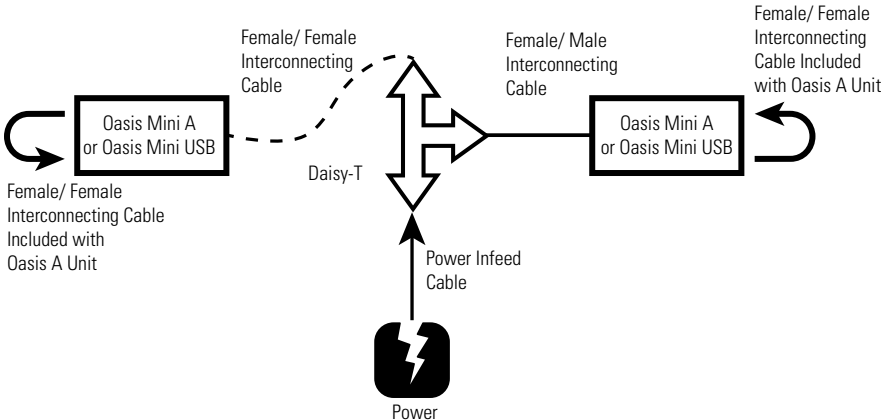 Female/ Female
Interconnecting
Cable
Female/ Male
Interconnecting
Cable
Female/ Female
Interconnecting
Cable Included
with Oasis A Unit
Oasis Mini A
or Oasis Mini USB
Oasis Mini A
or Oasis Mini USB
Daisy-T
Female/ Female
Interconnecting Cable
Included with
Oasis A Unit
Power Infeed
Cable
Power